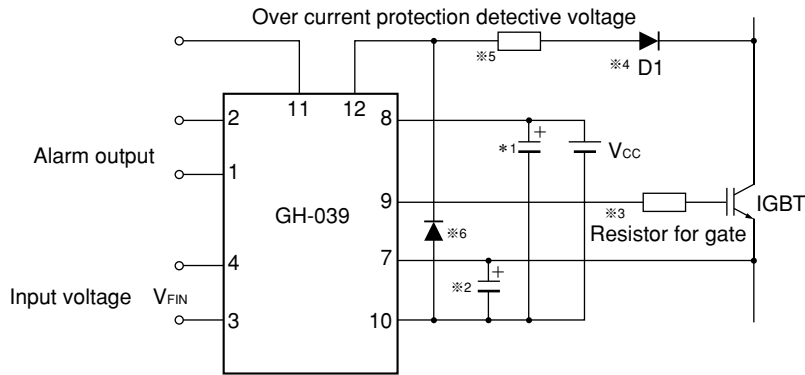 Over current protection detective voltage
※5
※4 D1
11 12
2 8
Alarm output
*1 + VCC
1
9
GH-039
※3
IGBT
Resistor for gate
※6
7
4
+
※2
Input voltage VFIN
3 10